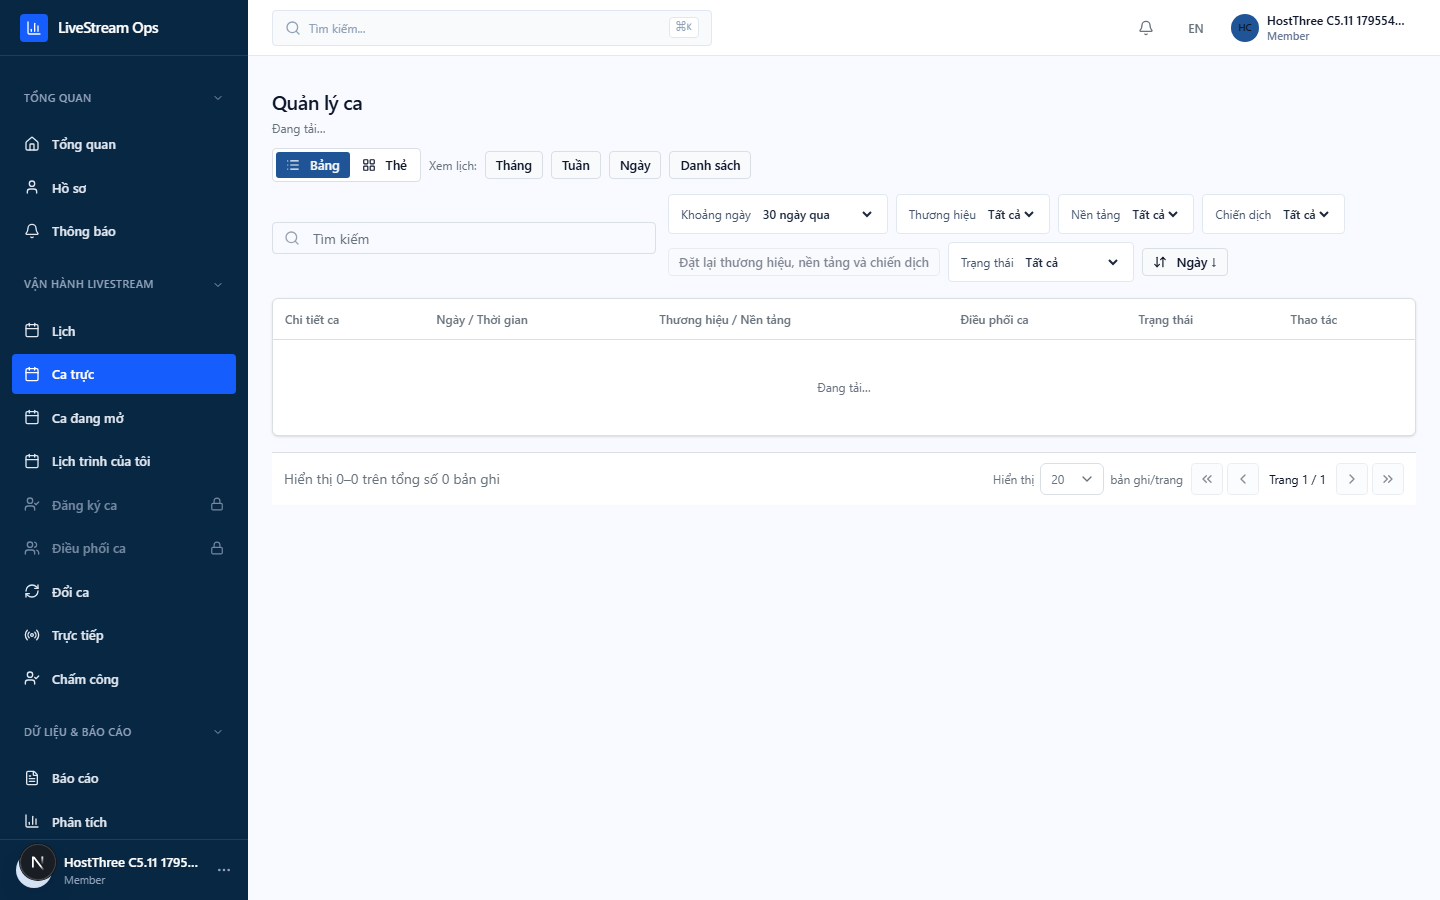 LiveStream Ops
Tìm kiếm...
⌘K
EN
HC
HostThree C5.11 179554...
Member
TỔNG QUAN
Tổng quan
Hồ sơ
Thông báo
VẬN HÀNH LIVESTREAM
Lịch
Ca trực
Ca đang mở
Lịch trình của tôi
Đăng ký ca
Điều phối ca
Đổi ca
Trực tiếp
Chấm công
DỮ LIỆU & BÁO CÁO
Báo cáo
Phân tích
N
HostThree C5.11 1795...
Member
Quản lý ca
Đang tải...
Bảng Thẻ Xem lịch: Tháng Tuần Ngày Danh sách
Tìm kiếm
Khoảng ngày 30 ngày qua Thương hiệu Tất cả Nền tảng Tất cả Chiến dịch Tất cả
Đặt lại thương hiệu, nền tảng và chiến dịch Trạng thái Tất cả Ngày ↓
Chi tiết ca Ngày / Thời gian Thương hiệu / Nền tảng Điều phối ca Trạng thái Thao tác
Đang tải...
Hiển thị 0–0 trên tổng số 0 bản ghi Hiển thị 20 bản ghi/trang Trang 1 / 1